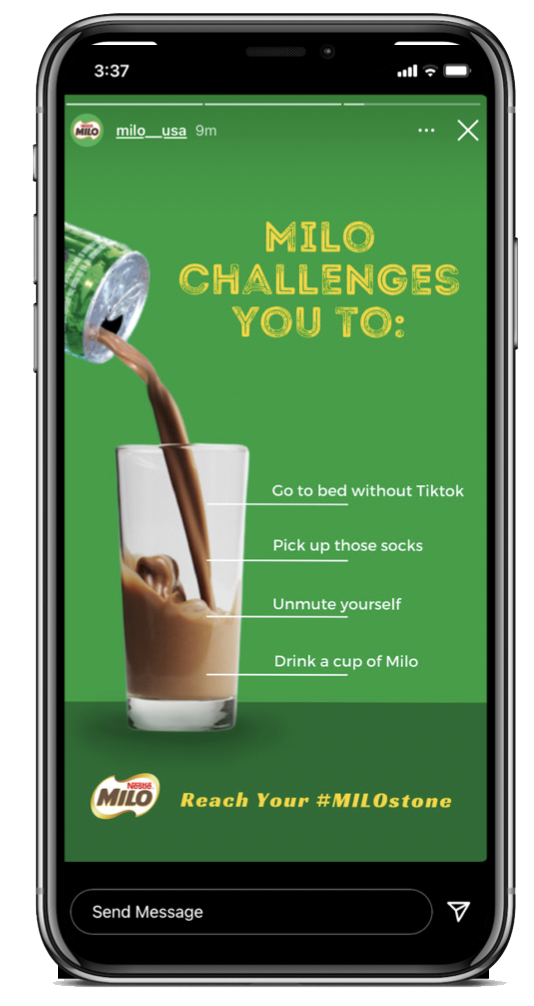 3:37
MILO
milo__usa 9m
MILO
CHALLENGES
YOU TO:
Go to bed without Tiktok
Pick up those socks
Unmute yourself
Drink a cup of Milo
Nestlé
MILO
Reach Your #MILOstone
Send Message